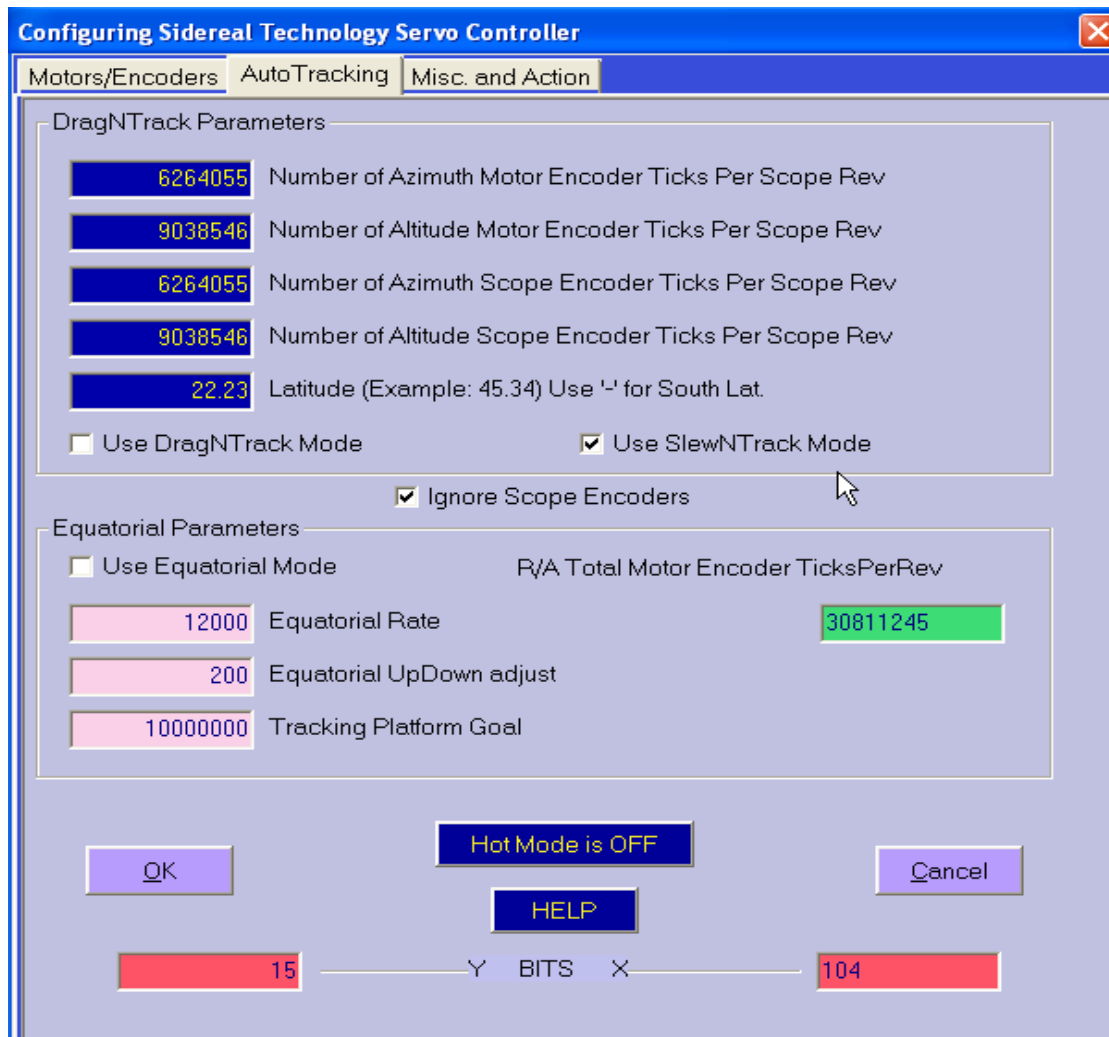 Configuring Sidereal Technology Servo Controller
Motors/Encoders AutoTracking Misc. and Action
DragNTrack Parameters
6264055 Number of Azimuth Motor Encoder Ticks Per Scope Rev
9038546 Number of Altitude Motor Encoder Ticks Per Scope Rev
6264055 Number of Azimuth Scope Encoder Ticks Per Scope Rev
9038546 Number of Altitude Scope Encoder Ticks Per Scope Rev
22.23 Latitude (Example: 45.34) Use '-' for South Lat.
Use DragNTrack Mode Use SlewNTrack Mode
Ignore Scope Encoders
Equatorial Parameters
Use Equatorial Mode R/A Total Motor Encoder TicksPerRev
12000 Equatorial Rate 30811245
200 Equatorial UpDown adjust
10000000 Tracking Platform Goal
Hot Mode is OFF
OK Cancel
HELP
15 Y BITS X 104